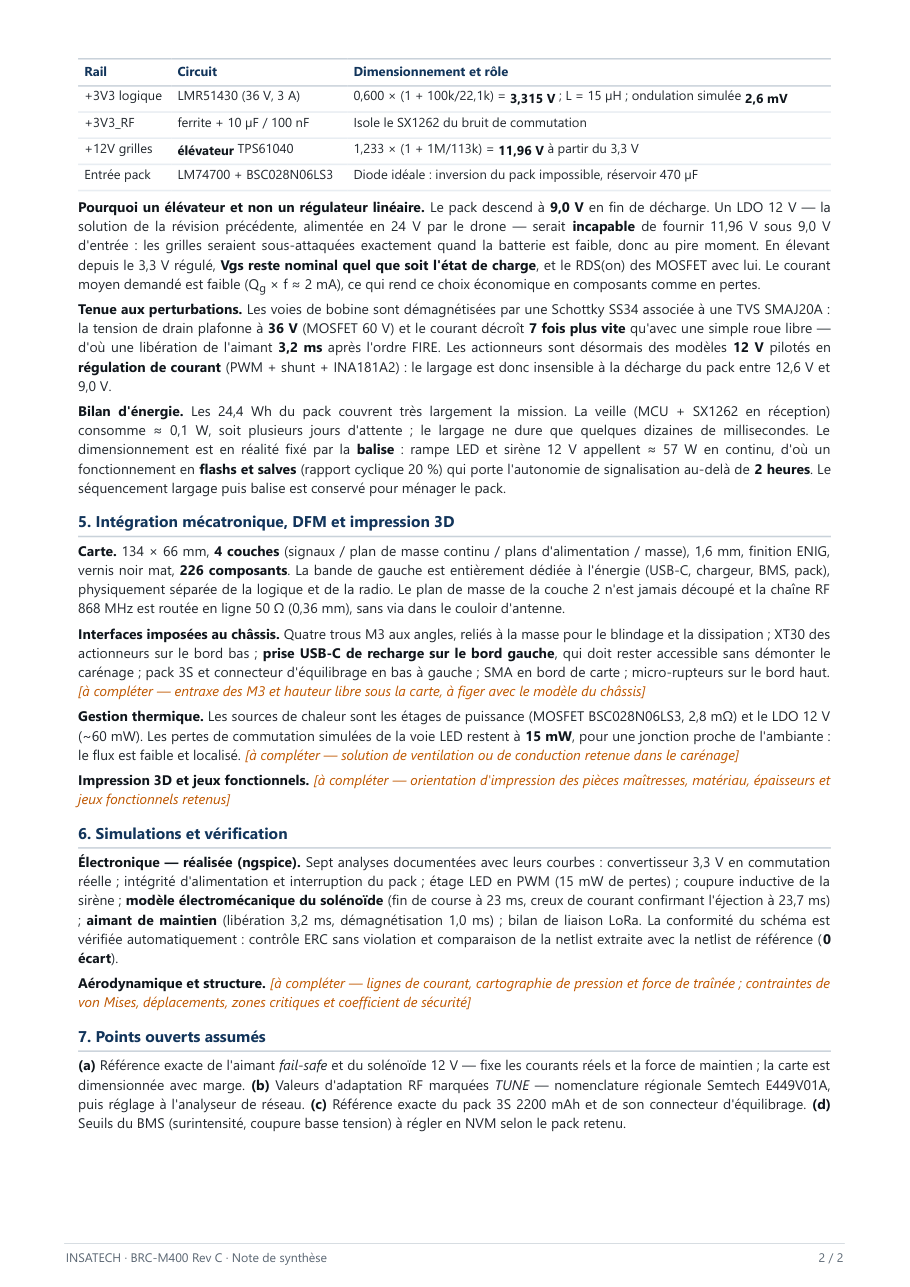 Rail Circuit Dimensionnement et rôle
+3V3 logique LMR51430 (36 V, 3 A) 0,600 × (1 + 100k/22,1k) = 3,315 V ; L = 15 µH ; ondulation simulée 2,6 mV
+3V3_RF ferrite + 10 µF / 100 nF Isole le SX1262 du bruit de commutation
+12V grilles élévateur TPS61040 1,233 × (1 + 1M/113k) = 11,96 V à partir du 3,3 V
Entrée pack LM74700 + BSC028N06LS3 Diode idéale : inversion du pack impossible, réservoir 470 µF
Pourquoi un élévateur et non un régulateur linéaire. Le pack descend à 9,0 V en fin de décharge. Un LDO 12 V — la
solution de la révision précédente, alimentée en 24 V par le drone — serait incapable de fournir 11,96 V sous 9,0 V
d'entrée : les grilles seraient sous-attaquées exactement quand la batterie est faible, donc au pire moment. En élevant
depuis le 3,3 V régulé, Vgs reste nominal quel que soit l'état de charge, et le RDS(on) des MOSFET avec lui. Le courant
moyen demandé est faible (Qg × f ≈ 2 mA), ce qui rend ce choix économique en composants comme en pertes.
Tenue aux perturbations. Les voies de bobine sont démagnétisées par une Schottky SS34 associée à une TVS SMAJ20A :
la tension de drain plafonne à 36 V (MOSFET 60 V) et le courant décroît 7 fois plus vite qu'avec une simple roue libre —
d'où une libération de l'aimant 3,2 ms après l'ordre FIRE. Les actionneurs sont désormais des modèles 12 V pilotés en
régulation de courant (PWM + shunt + INA181A2) : le largage est donc insensible à la décharge du pack entre 12,6 V et
9,0 V.
Bilan d'énergie. Les 24,4 Wh du pack couvrent très largement la mission. La veille (MCU + SX1262 en réception)
consomme ≈ 0,1 W, soit plusieurs jours d'attente ; le largage ne dure que quelques dizaines de millisecondes. Le
dimensionnement est en réalité fixé par la balise : rampe LED et sirène 12 V appellent ≈ 57 W en continu, d'où un
fonctionnement en flashs et salves (rapport cyclique 20 %) qui porte l'autonomie de signalisation au-delà de 2 heures. Le
séquencement largage puis balise est conservé pour ménager le pack.
5. Intégration mécatronique, DFM et impression 3D
Carte. 134 × 66 mm, 4 couches (signaux / plan de masse continu / plans d'alimentation / masse), 1,6 mm, finition ENIG,
vernis noir mat, 226 composants. La bande de gauche est entièrement dédiée à l'énergie (USB-C, chargeur, BMS, pack),
physiquement séparée de la logique et de la radio. Le plan de masse de la couche 2 n'est jamais découpé et la chaîne RF
868 MHz est routée en ligne 50 Ω (0,36 mm), sans via dans le couloir d'antenne.
Interfaces imposées au châssis. Quatre trous M3 aux angles, reliés à la masse pour le blindage et la dissipation ; XT30 des
actionneurs sur le bord bas ; prise USB-C de recharge sur le bord gauche, qui doit rester accessible sans démonter le
carénage ; pack 3S et connecteur d'équilibrage en bas à gauche ; SMA en bord de carte ; micro-rupteurs sur le bord haut.
[à compléter — entraxe des M3 et hauteur libre sous la carte, à figer avec le modèle du châssis]
Gestion thermique. Les sources de chaleur sont les étages de puissance (MOSFET BSC028N06LS3, 2,8 mΩ) et le LDO 12 V
(~60 mW). Les pertes de commutation simulées de la voie LED restent à 15 mW, pour une jonction proche de l'ambiante :
le flux est faible et localisé. [à compléter — solution de ventilation ou de conduction retenue dans le carénage]
Impression 3D et jeux fonctionnels. [à compléter — orientation d'impression des pièces maîtresses, matériau, épaisseurs et
jeux fonctionnels retenus]
6. Simulations et vérification
Électronique — réalisée (ngspice). Sept analyses documentées avec leurs courbes : convertisseur 3,3 V en commutation
réelle ; intégrité d'alimentation et interruption du pack ; étage LED en PWM (15 mW de pertes) ; coupure inductive de la
sirène ; modèle électromécanique du solénoïde (fin de course à 23 ms, creux de courant confirmant l'éjection à 23,7 ms)
; aimant de maintien (libération 3,2 ms, démagnétisation 1,0 ms) ; bilan de liaison LoRa. La conformité du schéma est
vérifiée automatiquement : contrôle ERC sans violation et comparaison de la netlist extraite avec la netlist de référence (0
écart).
Aérodynamique et structure. [à compléter — lignes de courant, cartographie de pression et force de traînée ; contraintes de
von Mises, déplacements, zones critiques et coefficient de sécurité]
7. Points ouverts assumés
(a) Référence exacte de l'aimant fail-safe et du solénoïde 12 V — fixe les courants réels et la force de maintien ; la carte est
dimensionnée avec marge. (b) Valeurs d'adaptation RF marquées TUNE — nomenclature régionale Semtech E449V01A,
puis réglage à l'analyseur de réseau. (c) Référence exacte du pack 3S 2200 mAh et de son connecteur d'équilibrage. (d)
Seuils du BMS (surintensité, coupure basse tension) à régler en NVM selon le pack retenu.
INSATECH · BRC-M400 Rev C · Note de synthèse 2 / 2